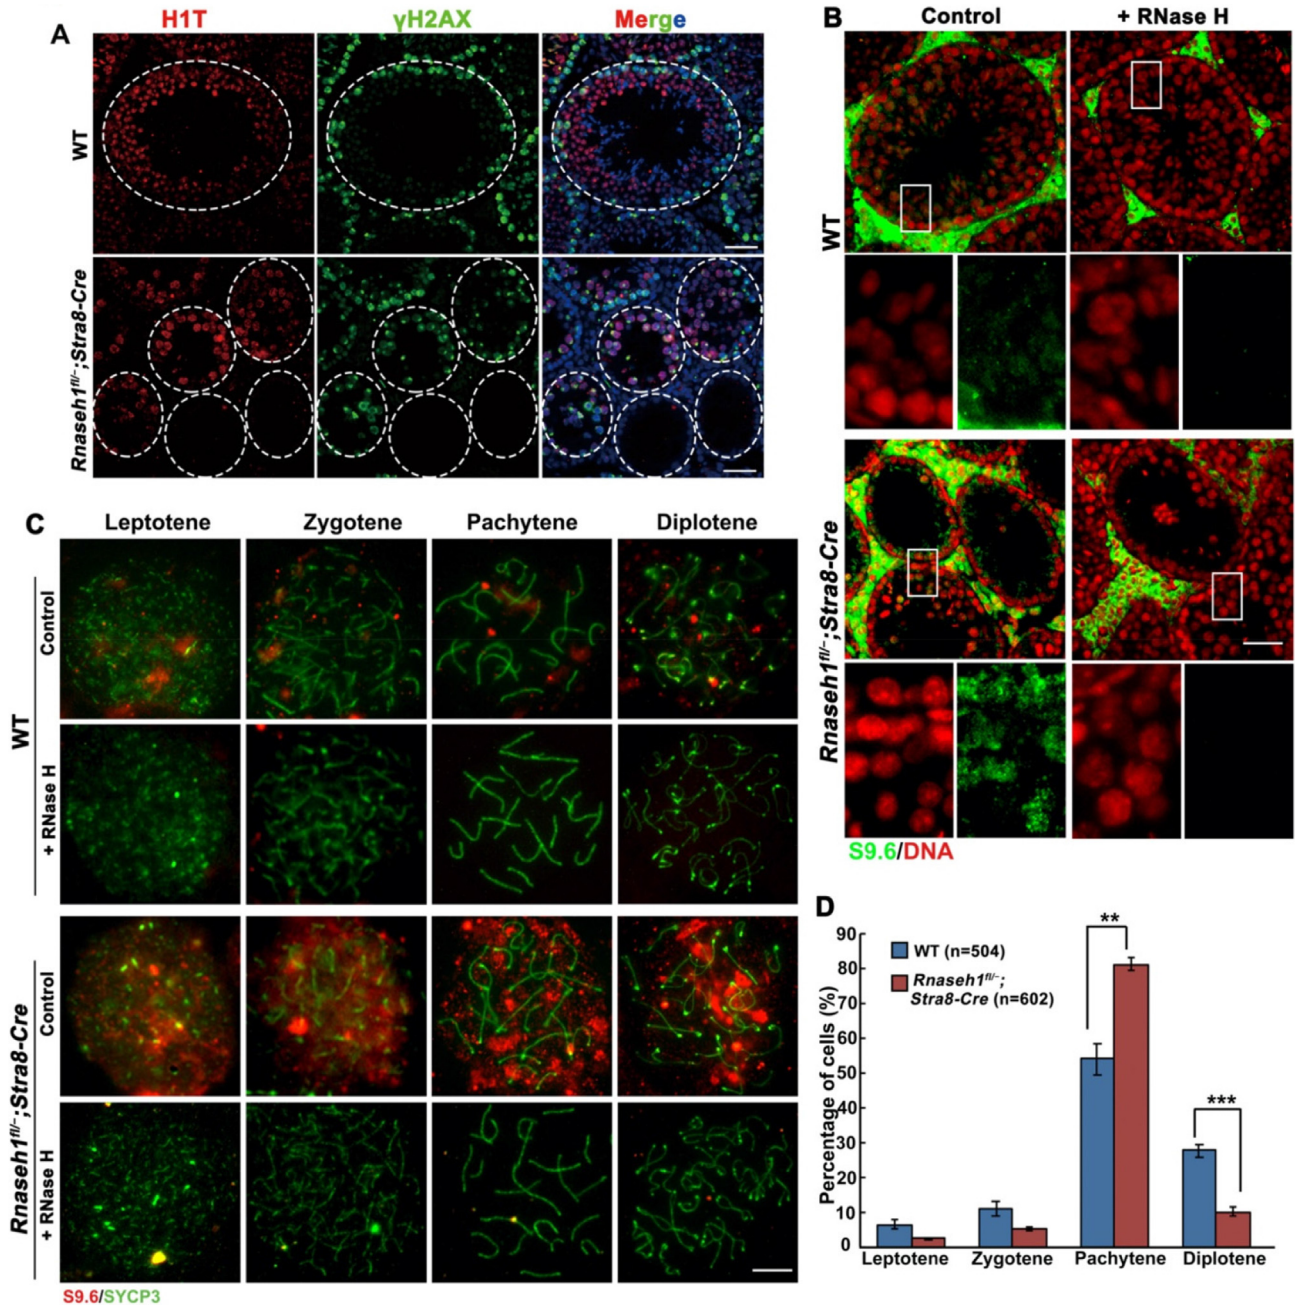 A
H1T
γH2AX
Merge
WT
Rnaseh1fl/−;Stra8-Cre
B
Control
+ RNase H
WT
Rnaseh1fl/−;Stra8-Cre
S9.6/DNA
C
Leptotene
Zygotene
Pachytene
Diplotene
WT
Control
+ RNase H
Rnaseh1fl/−;Stra8-Cre
Control
+ RNase H
S9.6/SYCP3
D
Percentage of cells (%)
90
80
70
60
50
40
30
20
10
0
WT (n=504)
Rnaseh1fl/−;
Stra8-Cre (n=602)
**
***
Leptotene
Zygotene
Pachytene
Diplotene